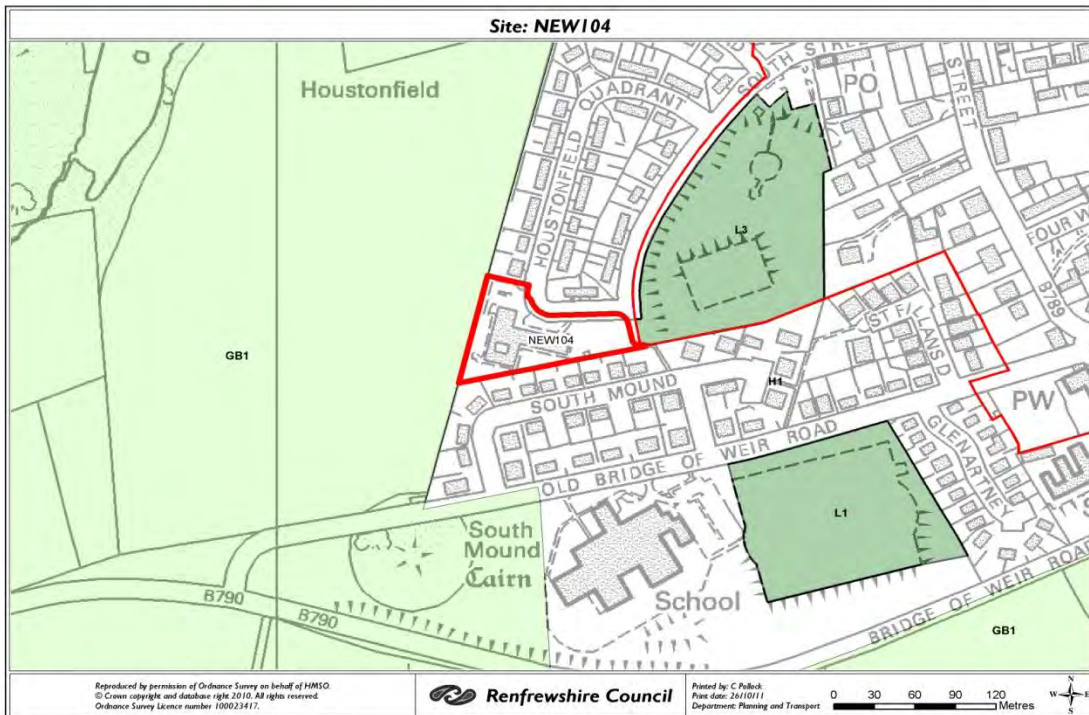 Site: NEW104
Houstonfield
QUADRANT
HOUSTONFIELD
SOUTH STREET
PO
STREET
L3
FOUR W
B789
NEW104
GB1
ST F
LANSD
SOUTH MOUND
H1
PW
OLD BRIDGE OF WEIR ROAD
GLENARTNEY
L1
South
Mound
Cairn
School
B790
B790
BRIDGE OF WEIR ROAD
GB1
Reproduced by permission of Ordnance Survey on behalf of HMSO.
© Crown copyright and database right 2010. All rights reserved.
Ordnance Survey Licence number 100023417.
Renfrewshire Council
Printed by: C Pollock
Print date: 26/10/11
Department: Planning and Transport
0 30 60 90 120
Metres
N
W E
S